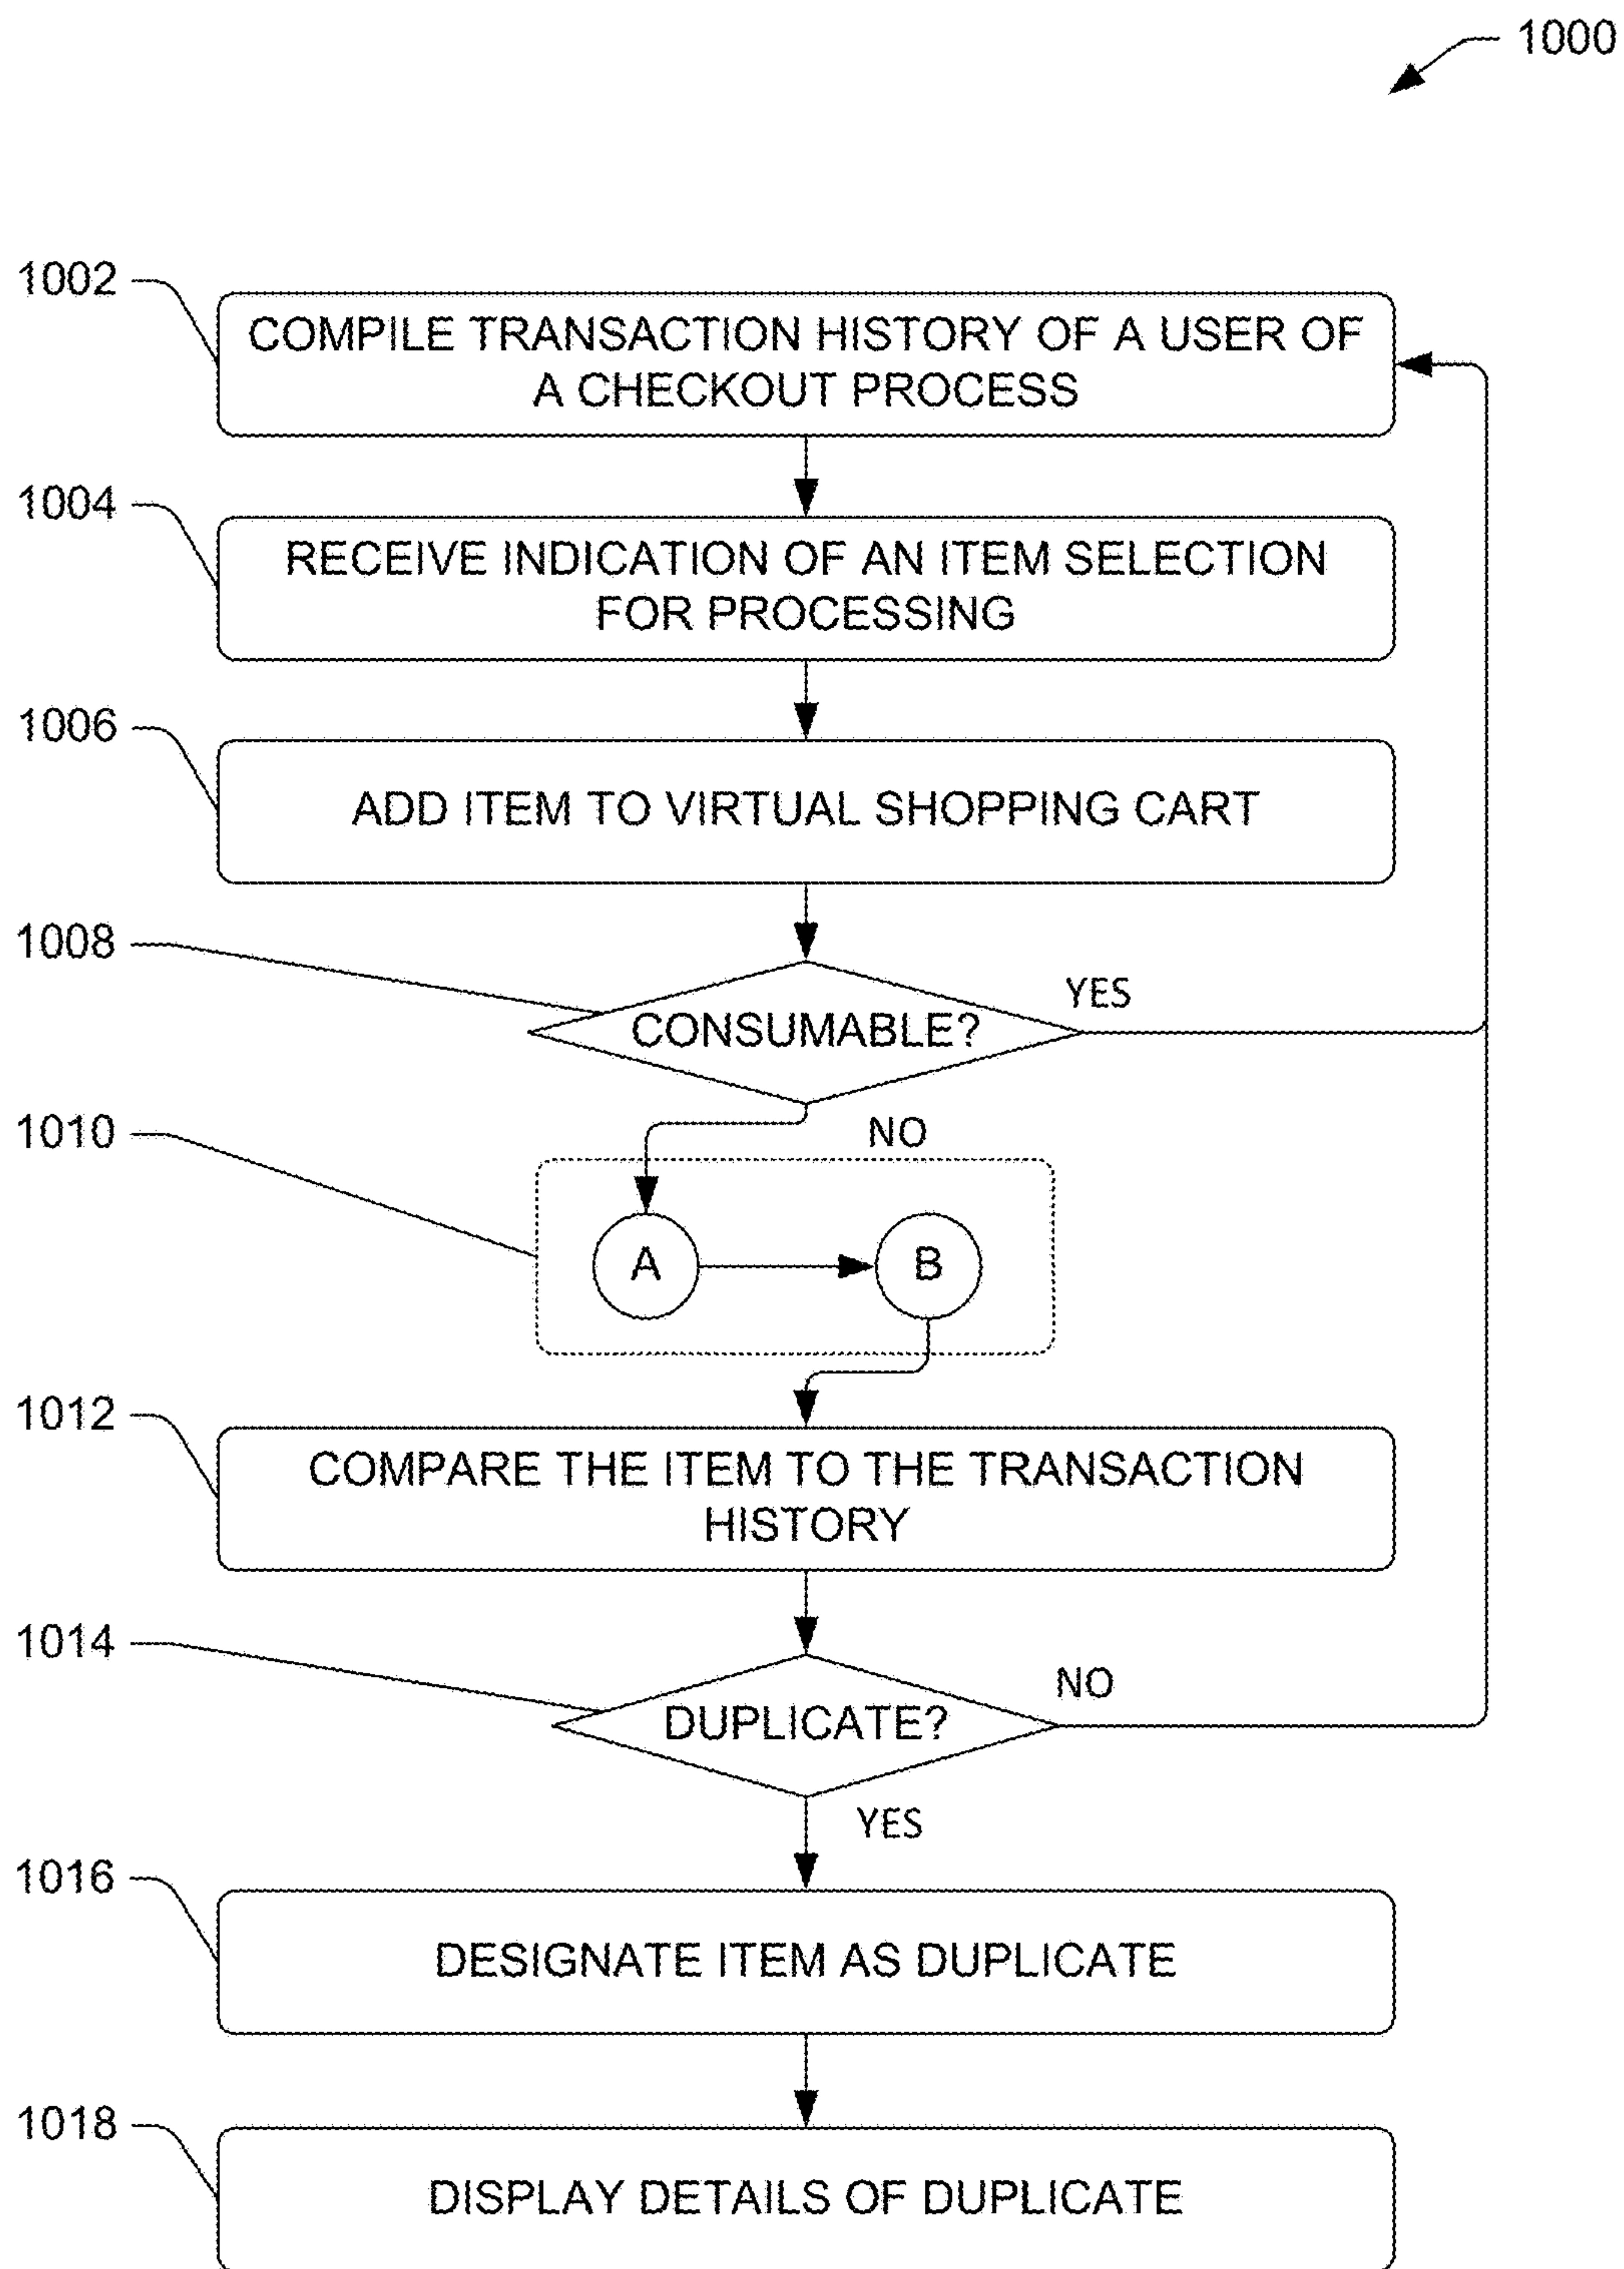 1000
1002
COMPILE TRANSACTION HISTORY OF A USER OF
A CHECKOUT PROCESS
1004
RECEIVE INDICATION OF AN ITEM SELECTION
FOR PROCESSING
1006
ADD ITEM TO VIRTUAL SHOPPING CART
1008
CONSUMABLE?
YES
1010
NO
A
B
1012
COMPARE THE ITEM TO THE TRANSACTION
HISTORY
1014
DUPLICATE?
NO
YES
1016
DESIGNATE ITEM AS DUPLICATE
1018
DISPLAY DETAILS OF DUPLICATE